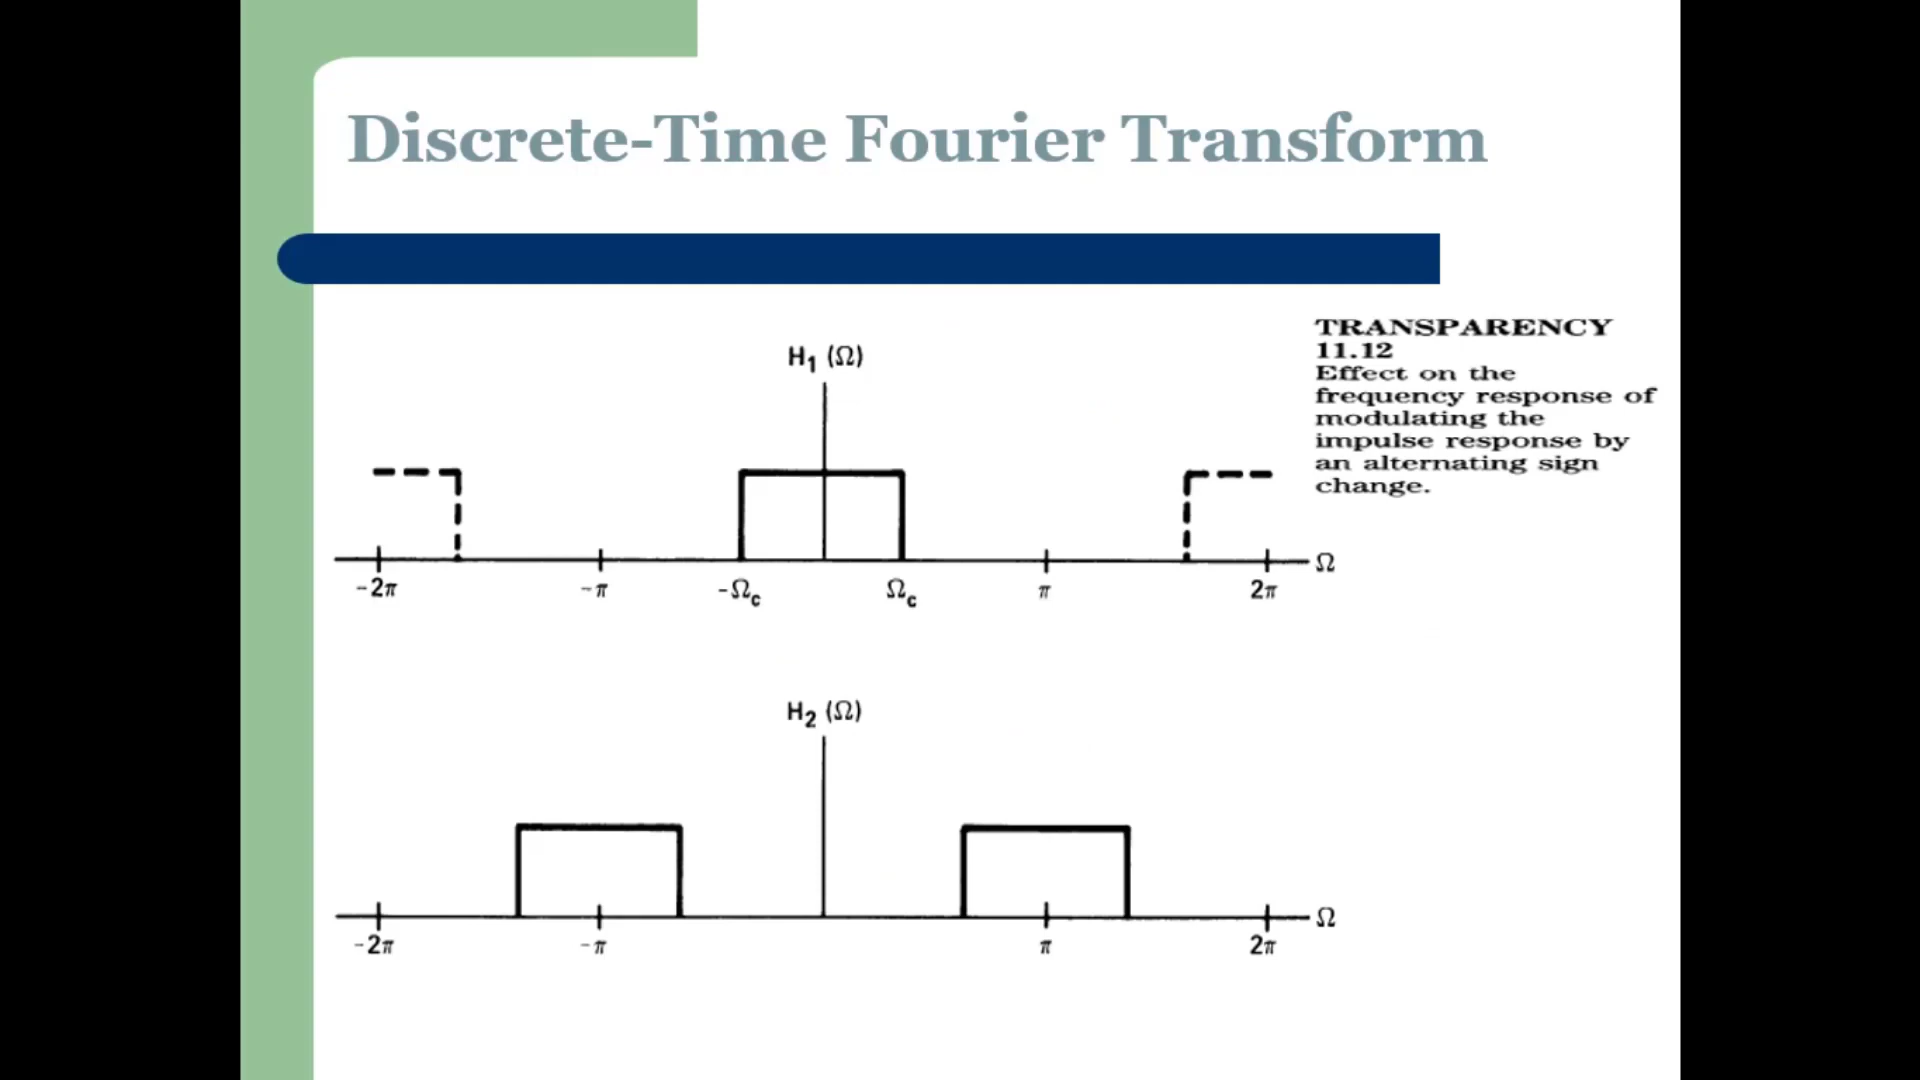 Discrete-Time Fourier Transform
TRANSPARENCY
11.12
Effect on the
frequency response of
modulating the
impulse response by
an alternating sign
change.
H₁ (Ω)
Ω
-2π -π -Ωc Ωc π 2π
H₂ (Ω)
Ω
-2π -π π 2π